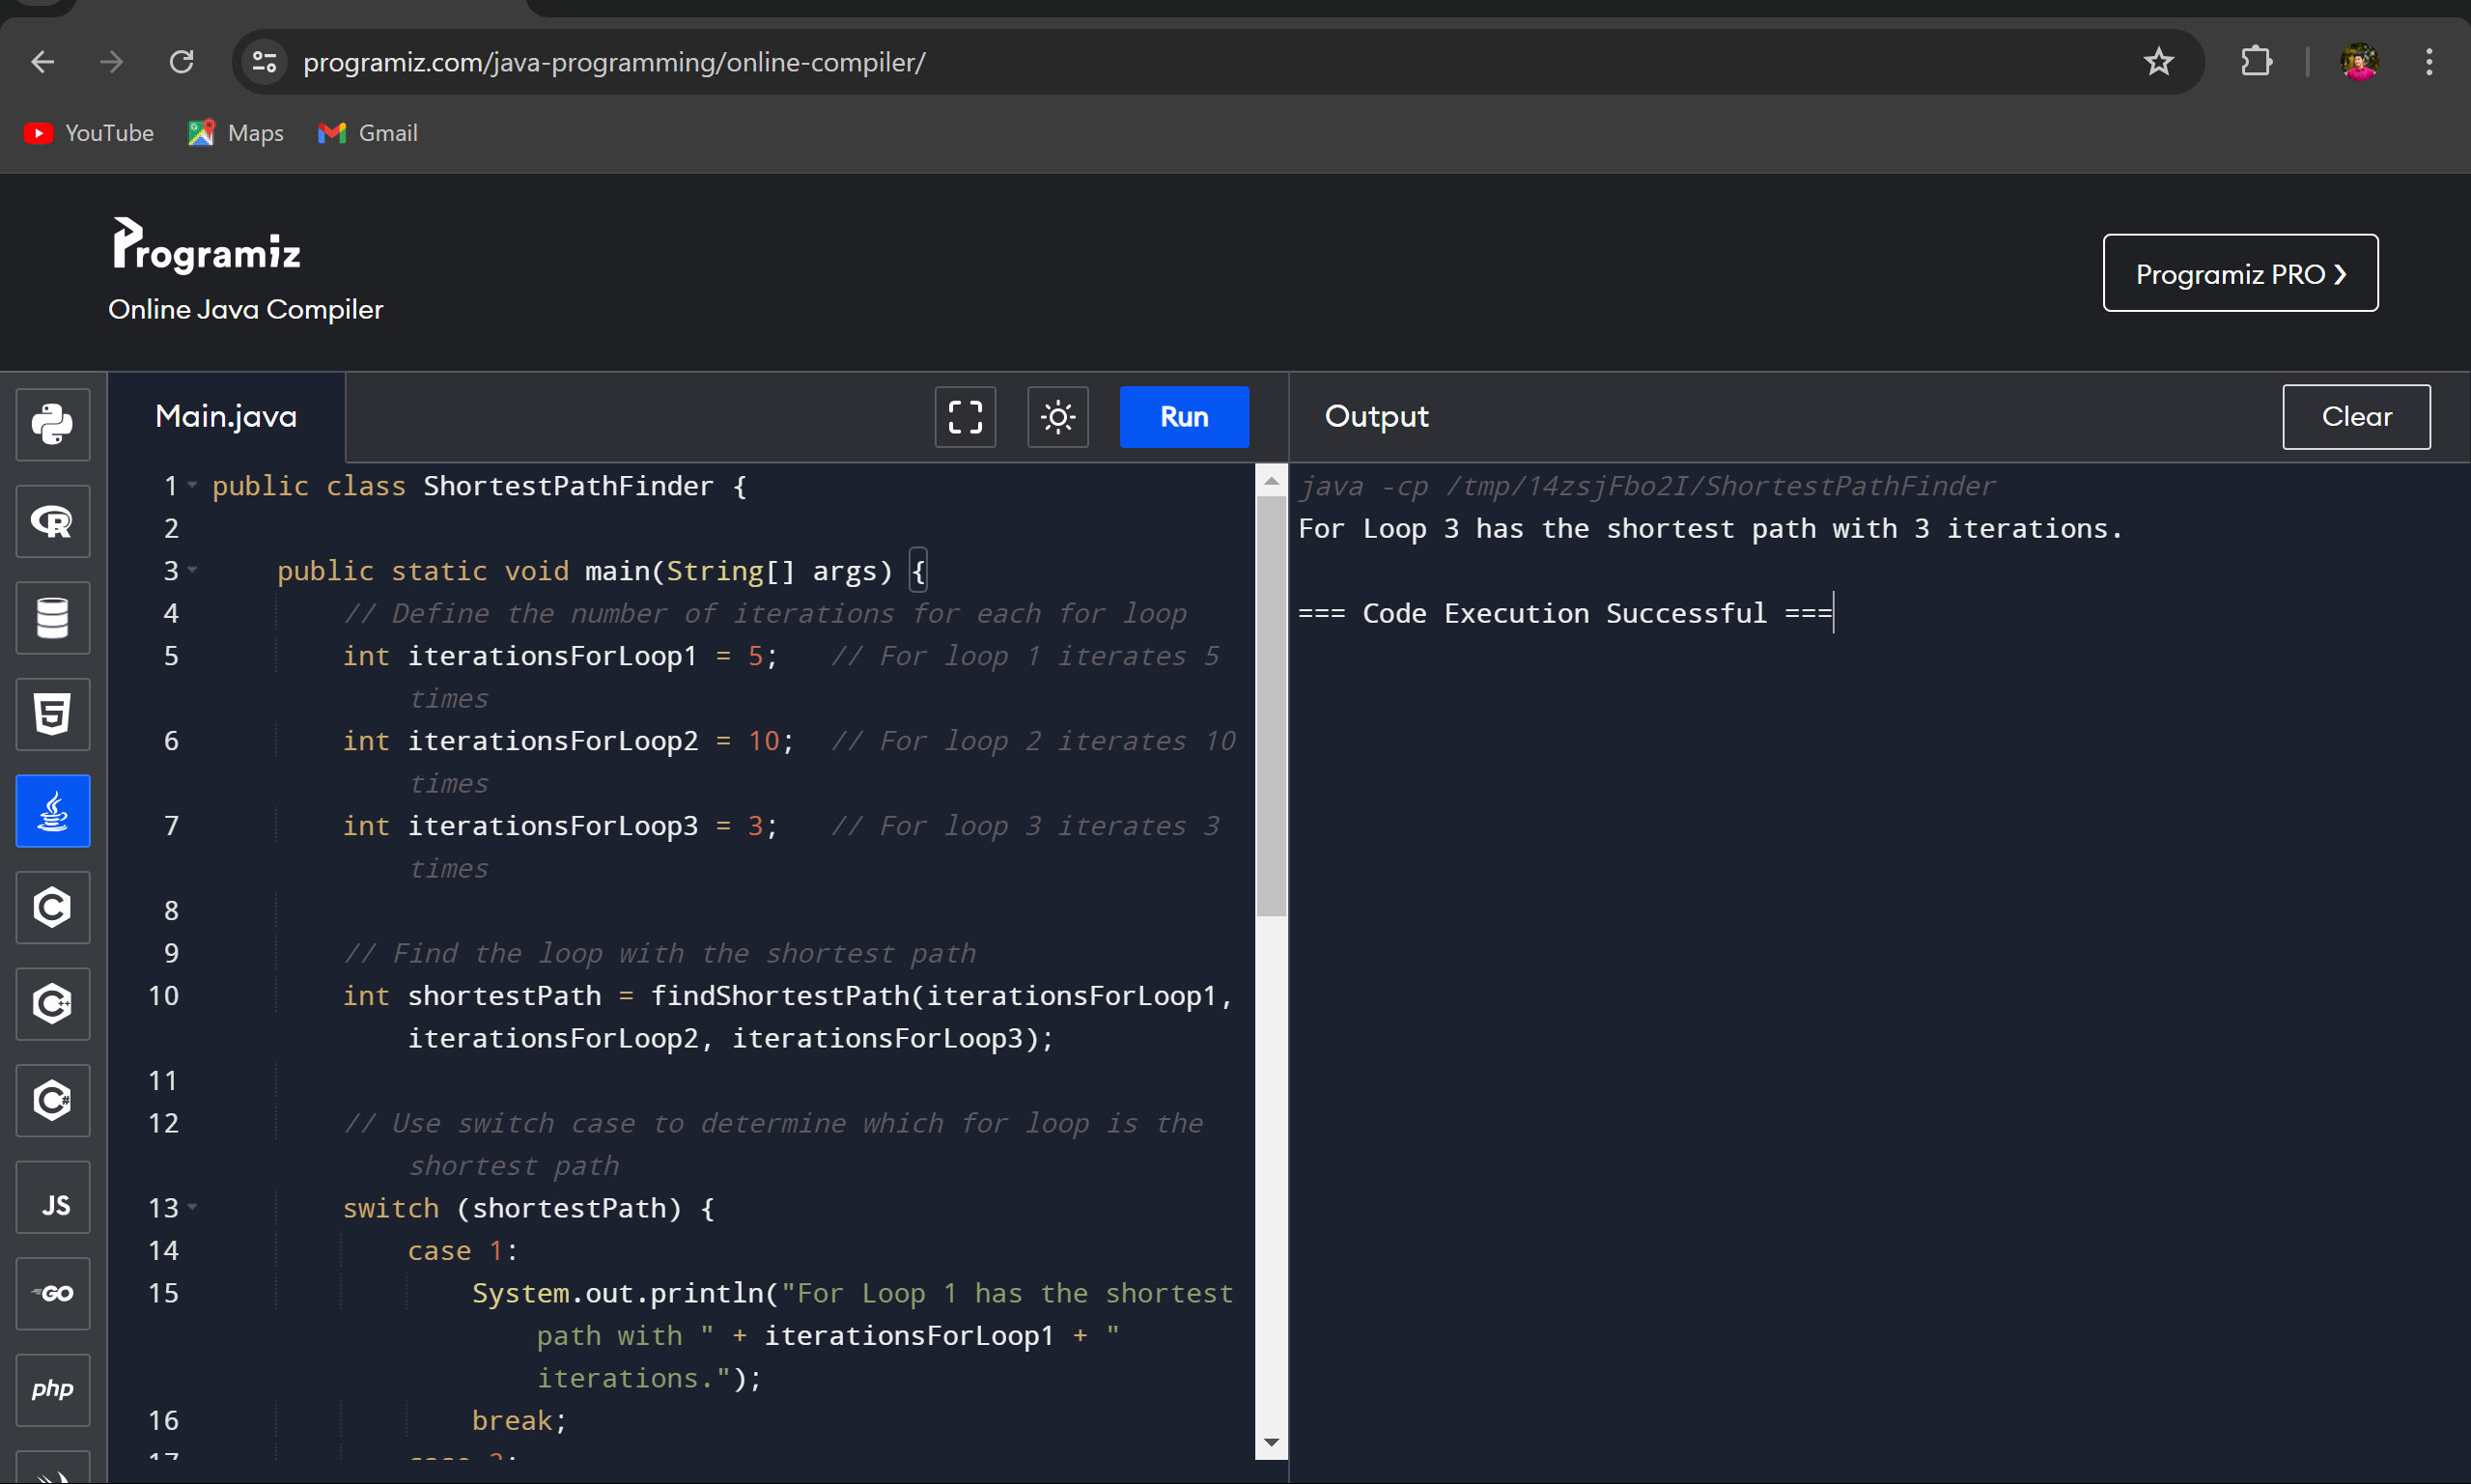 programiz.com/java-programming/online-compiler/
YouTube Maps Gmail
Programiz
Online Java Compiler
Programiz PRO ❯
Main.java
Run
Output
Clear
1 public class ShortestPathFinder {
2
3 public static void main(String[] args) {
4 // Define the number of iterations for each for loop
5 int iterationsForLoop1 = 5; // For loop 1 iterates 5
times
6 int iterationsForLoop2 = 10; // For loop 2 iterates 10
times
7 int iterationsForLoop3 = 3; // For loop 3 iterates 3
times
8
9 // Find the loop with the shortest path
10 int shortestPath = findShortestPath(iterationsForLoop1,
iterationsForLoop2, iterationsForLoop3);
11
12 // Use switch case to determine which for loop is the
shortest path
13 switch (shortestPath) {
14 case 1:
15 System.out.println("For Loop 1 has the shortest
path with " + iterationsForLoop1 + "
iterations.");
16 break;
17 case 2:
java -cp /tmp/14zsjFbo2I/ShortestPathFinder
For Loop 3 has the shortest path with 3 iterations.
=== Code Execution Successful ===
R
5
C
C++
C#
JS
GO
php